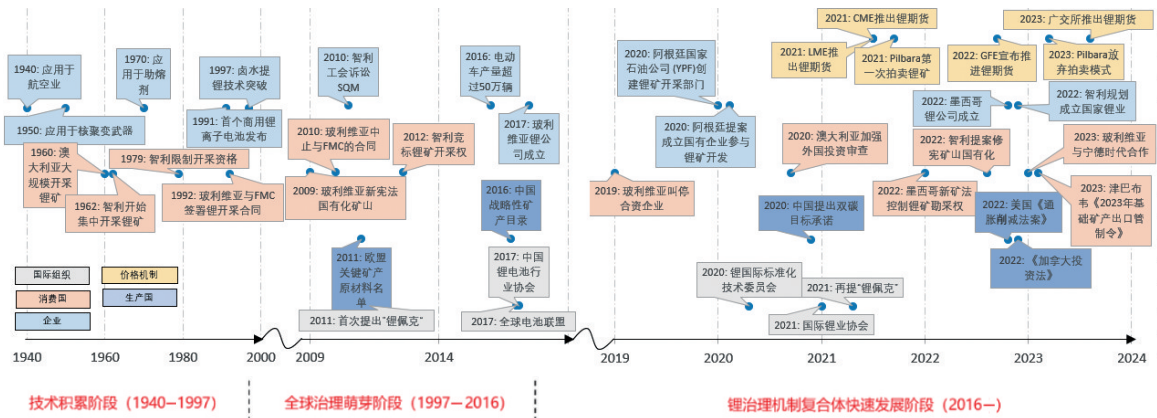 1940: 应用于
航空业
1950: 应用于核聚变武器
1970: 应
用于助熔
剂
1997: 卤水提
锂技术突破
1991: 首个商用锂
离子电池发布
1960: 澳
大利亚大
规模开采
锂矿
1962: 智利开始
集中开采锂矿
1979: 智利限制开采资格
1992: 玻利维亚与FMC
签署锂开采合同
2010: 智利
工会诉讼
SQM
2010: 玻利维亚中
止与FMC的合同
2009: 玻利维亚新宪法
国有化矿山
2012: 智利竞
标锂矿开采权
2016: 电动
车产量超
过50万辆
2017: 玻利
维亚锂公
司成立
2016: 中国
战略性矿
产目录
2011: 欧盟
关键矿产
原材料名
单
2011: 首次提出“锂佩克”
2017: 中国
锂电池行
业协会
2017: 全球电池联盟
2019: 玻利维亚叫停
合资企业
2020: 阿根廷国家
石油公司 (YPF)创
建锂矿开采部门
2020: 阿根廷提案
成立国有企业参与
锂矿开发
2020: 澳大利亚加强
外国投资审查
2020: 中国提出双碳
目标承诺
2020: 锂国际标准化
技术委员会
2021: 国际锂业协会
2021: 再提“锂佩克”
2021: CME推出锂期货
2021: LME推
出锂期货
2021: Pilbara第
一次拍卖锂矿
2022: GFE宣布推
进锂期货
2023: 广交所推出锂期货
2023: Pilbara放
弃拍卖模式
2022: 墨西哥
锂公司成立
2022: 智利规划
成立国家锂业
2022: 智利提案修
宪矿山国有化
2022: 墨西哥新矿法
控制锂矿勘采权
2022: 美国《通
胀削减法案》
2022: 《加拿大投
资法》
2023: 玻利维亚
与宁德时代合作
2023: 津巴布
韦《2023年基
础矿产出口管
制令》
国际组织
价格机制
消费国
生产国
企业
1940
1960
1980
2000
2009
2014
2019
2020
2021
2022
2023
2024
技术积累阶段（1940—1997）
全球治理萌芽阶段（1997—2016）
锂治理机制复合体快速发展阶段（2016—）